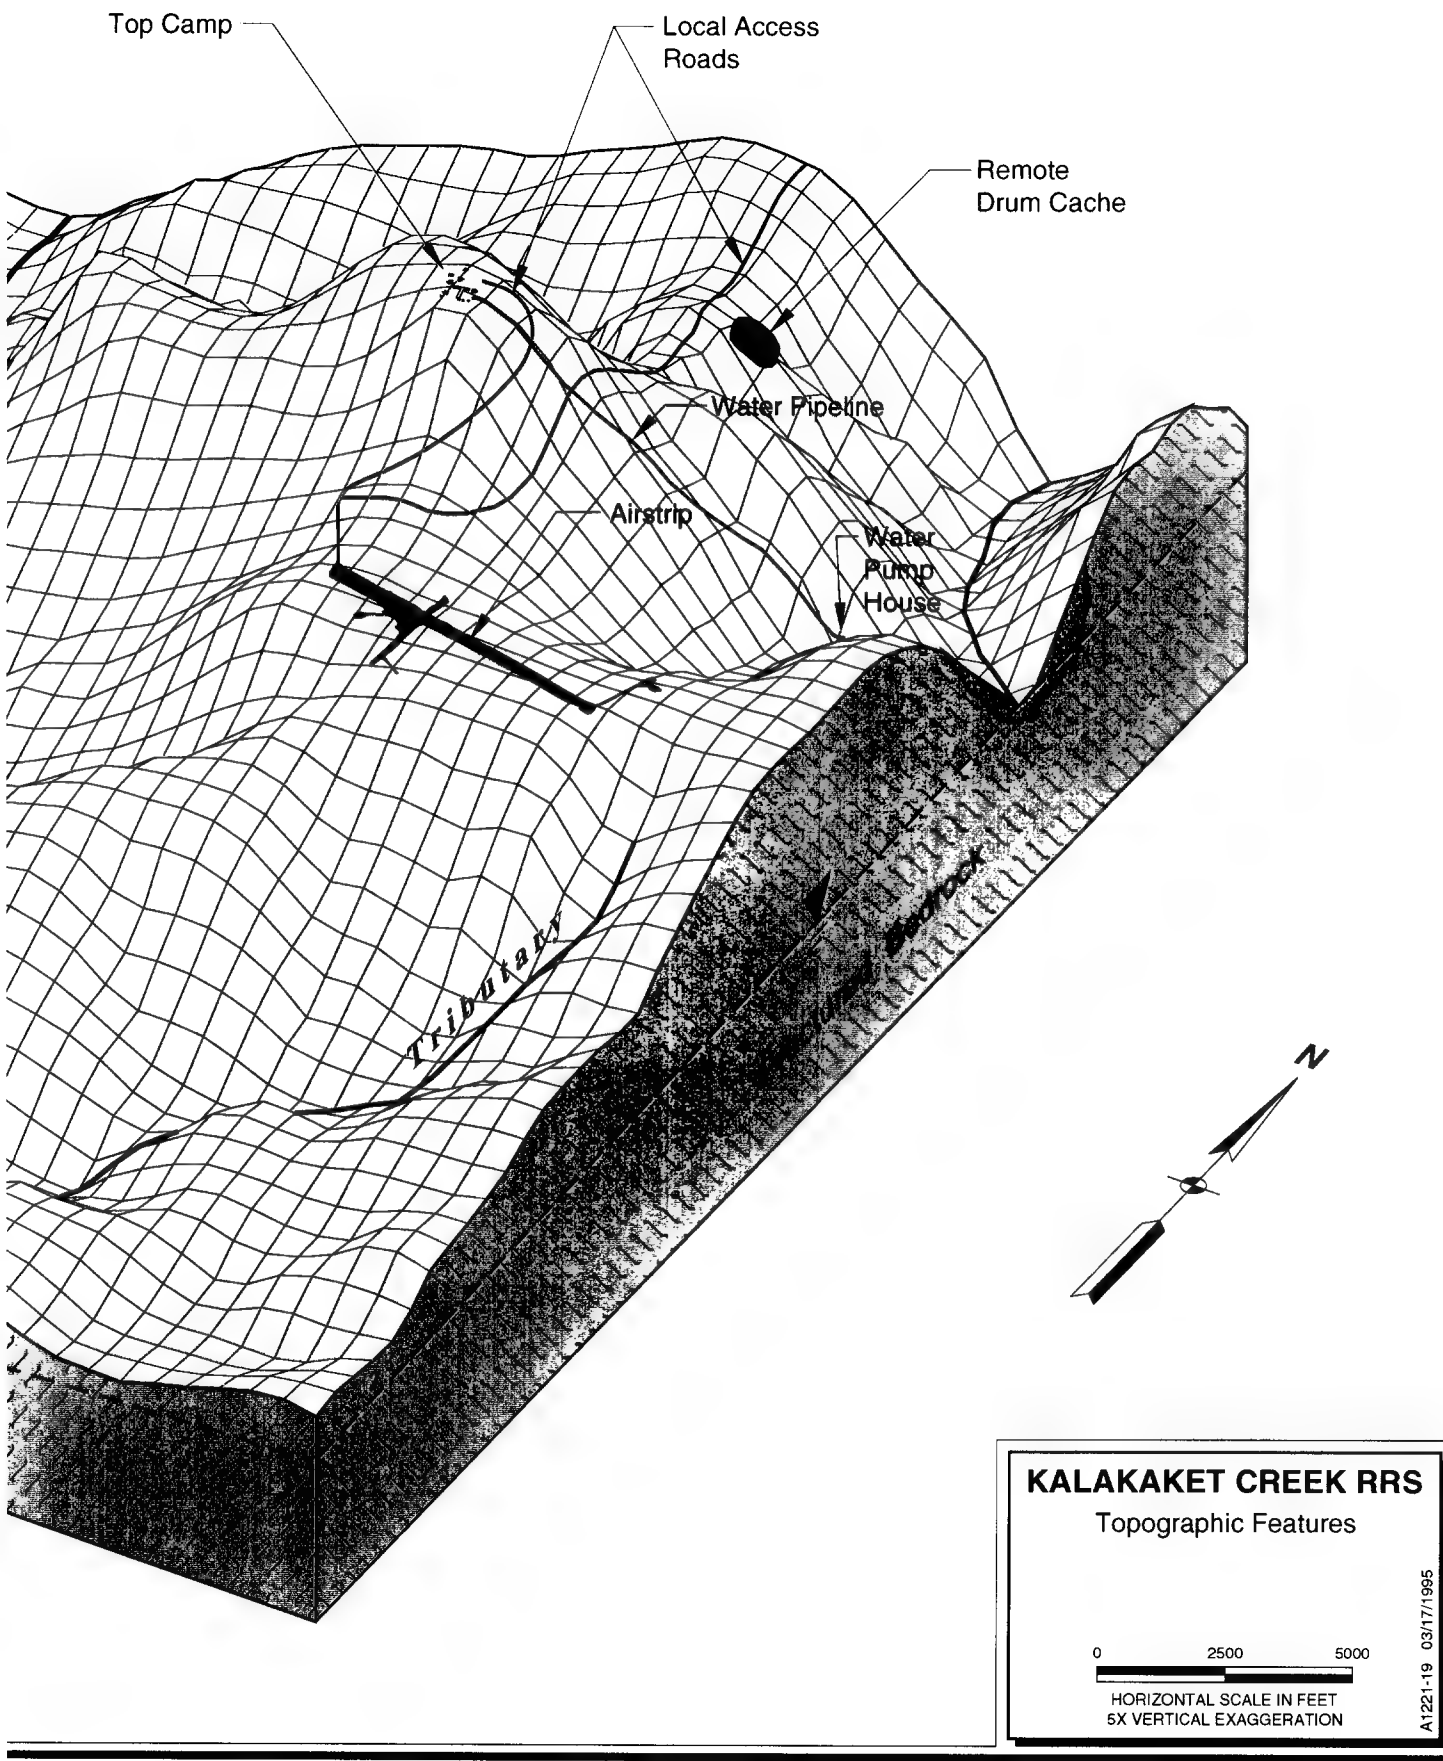 Top Camp
Local Access
Roads
Remote
Drum Cache
Water Pipeline
Airstrip
Water
Pump
House
Tributary
Bedrock
N
KALAKAKET CREEK RRS
Topographic Features
0 2500 5000
HORIZONTAL SCALE IN FEET
5X VERTICAL EXAGGERATION
A1221-19 03/17/1995